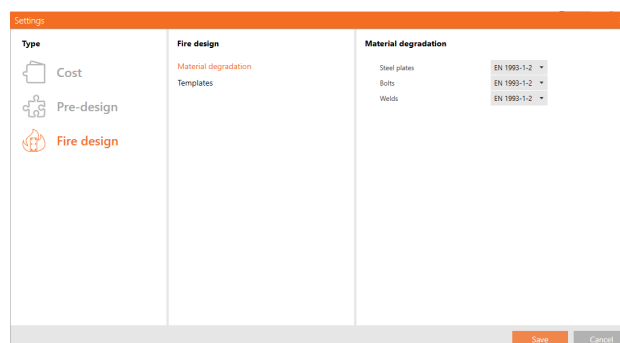 Settings
Type
Cost
Pre-design
Fire design
Fire design
Material degradation
Templates
Material degradation
Steel plates EN 1993-1-2
Bolts EN 1993-1-2
Welds EN 1993-1-2
Save Cancel